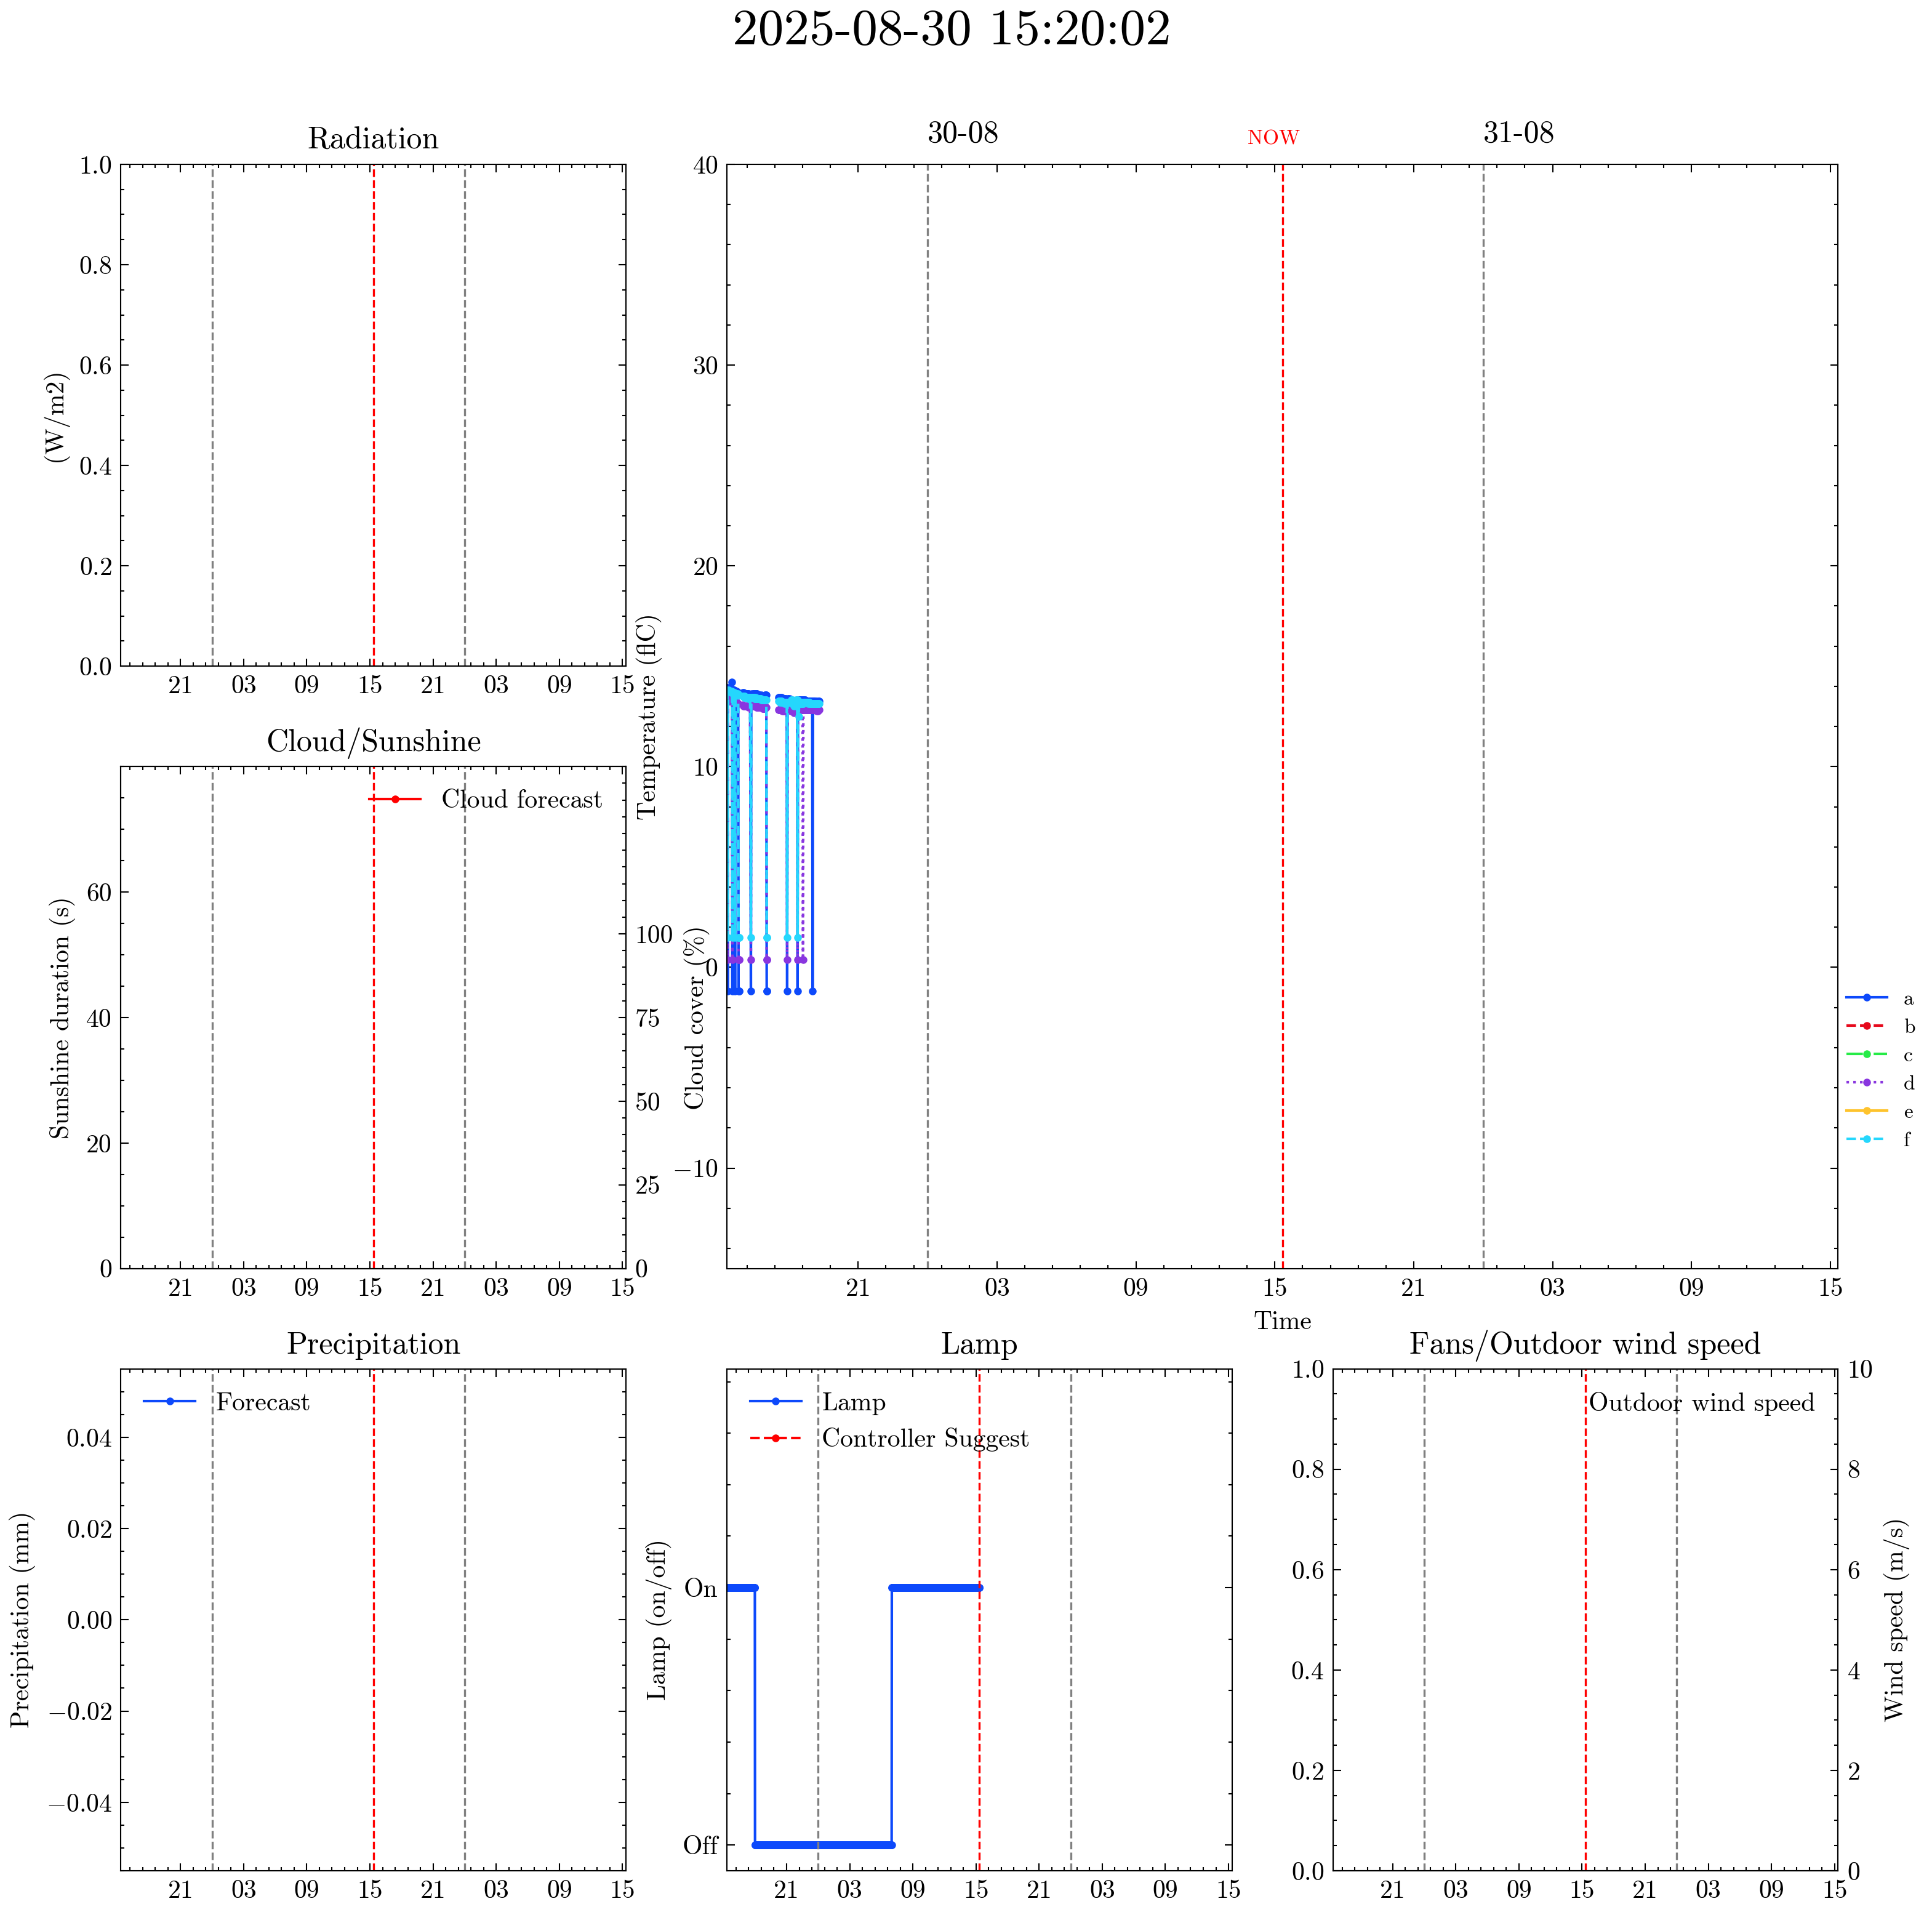 2025-08-30 15:20:02
Radiation
1.0
0.8
0.6
0.4
0.2
0.0
(W/m2)
21 03 09 15 21 03 09 15
30-08 NOW 31-08
40
30
20
10
0
−10
Temperature (flC)
21 03 09 15 21 03 09 15
Time
a
b
c
d
e
f
Cloud/Sunshine
Cloud forecast
60
40
20
0
Sunshine duration (s)
100
75
50
25
0
Cloud cover (%)
21 03 09 15 21 03 09 15
Precipitation
Forecast
0.04
0.02
0.00
−0.02
−0.04
Precipitation (mm)
21 03 09 15 21 03 09 15
Lamp
Lamp
Controller Suggest
On
Off
Lamp (on/off)
21 03 09 15 21 03 09 15
Fans/Outdoor wind speed
Outdoor wind speed
1.0
0.8
0.6
0.4
0.2
0.0
10
8
6
4
2
0
Wind speed (m/s)
21 03 09 15 21 03 09 15